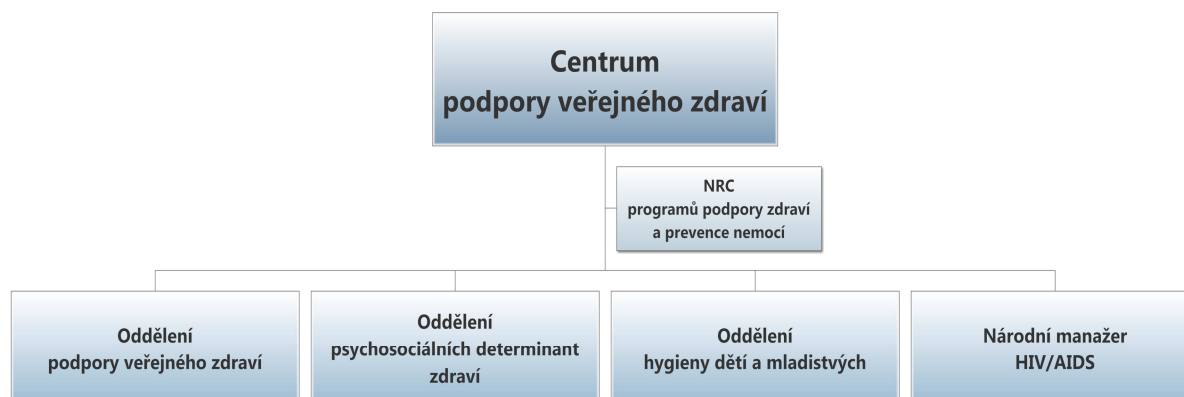 Centrum
podpory veřejného zdraví
NRC
programů podpory zdraví
a prevence nemocí
Oddělení
podpory veřejného zdraví
Oddělení
psychosociálních determinant
zdraví
Oddělení
hygieny dětí a mladistvých
Národní manažer
HIV/AIDS